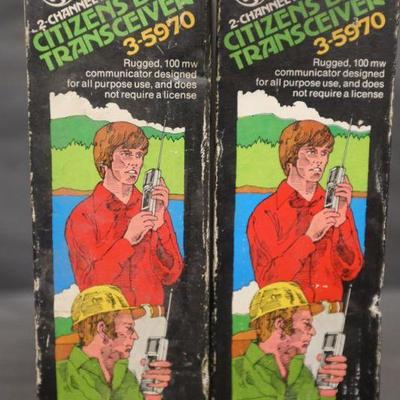 2-CHANNEL
CITIZENS
TRANSCEIVER
3-5970
Rugged, 100 mw
communicator designed
for all purpose use, and does
not require a license
2-CHANNEL
CITIZENS
TRANSCEIVER
3-5970
Rugged, 100 mw
communicator designed
for all purpose use, and does
not require a license